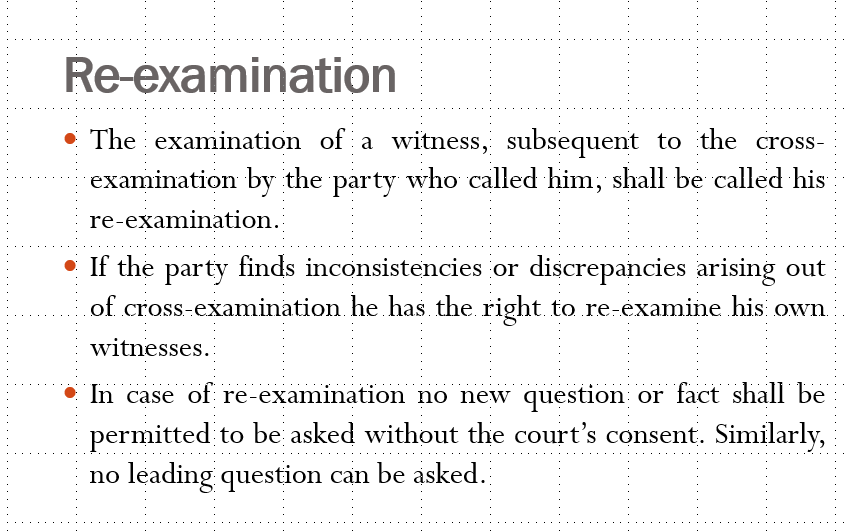 Re-examination
• The examination of a witness, subsequent to the cross-
examination by the party who called him, shall be called his
re-examination.
• If the party finds inconsistencies or discrepancies arising out
of cross-examination he has the right to re-examine his own
witnesses.
• In case of re-examination no new question or fact shall be
permitted to be asked without the court’s consent. Similarly,
no leading question can be asked.